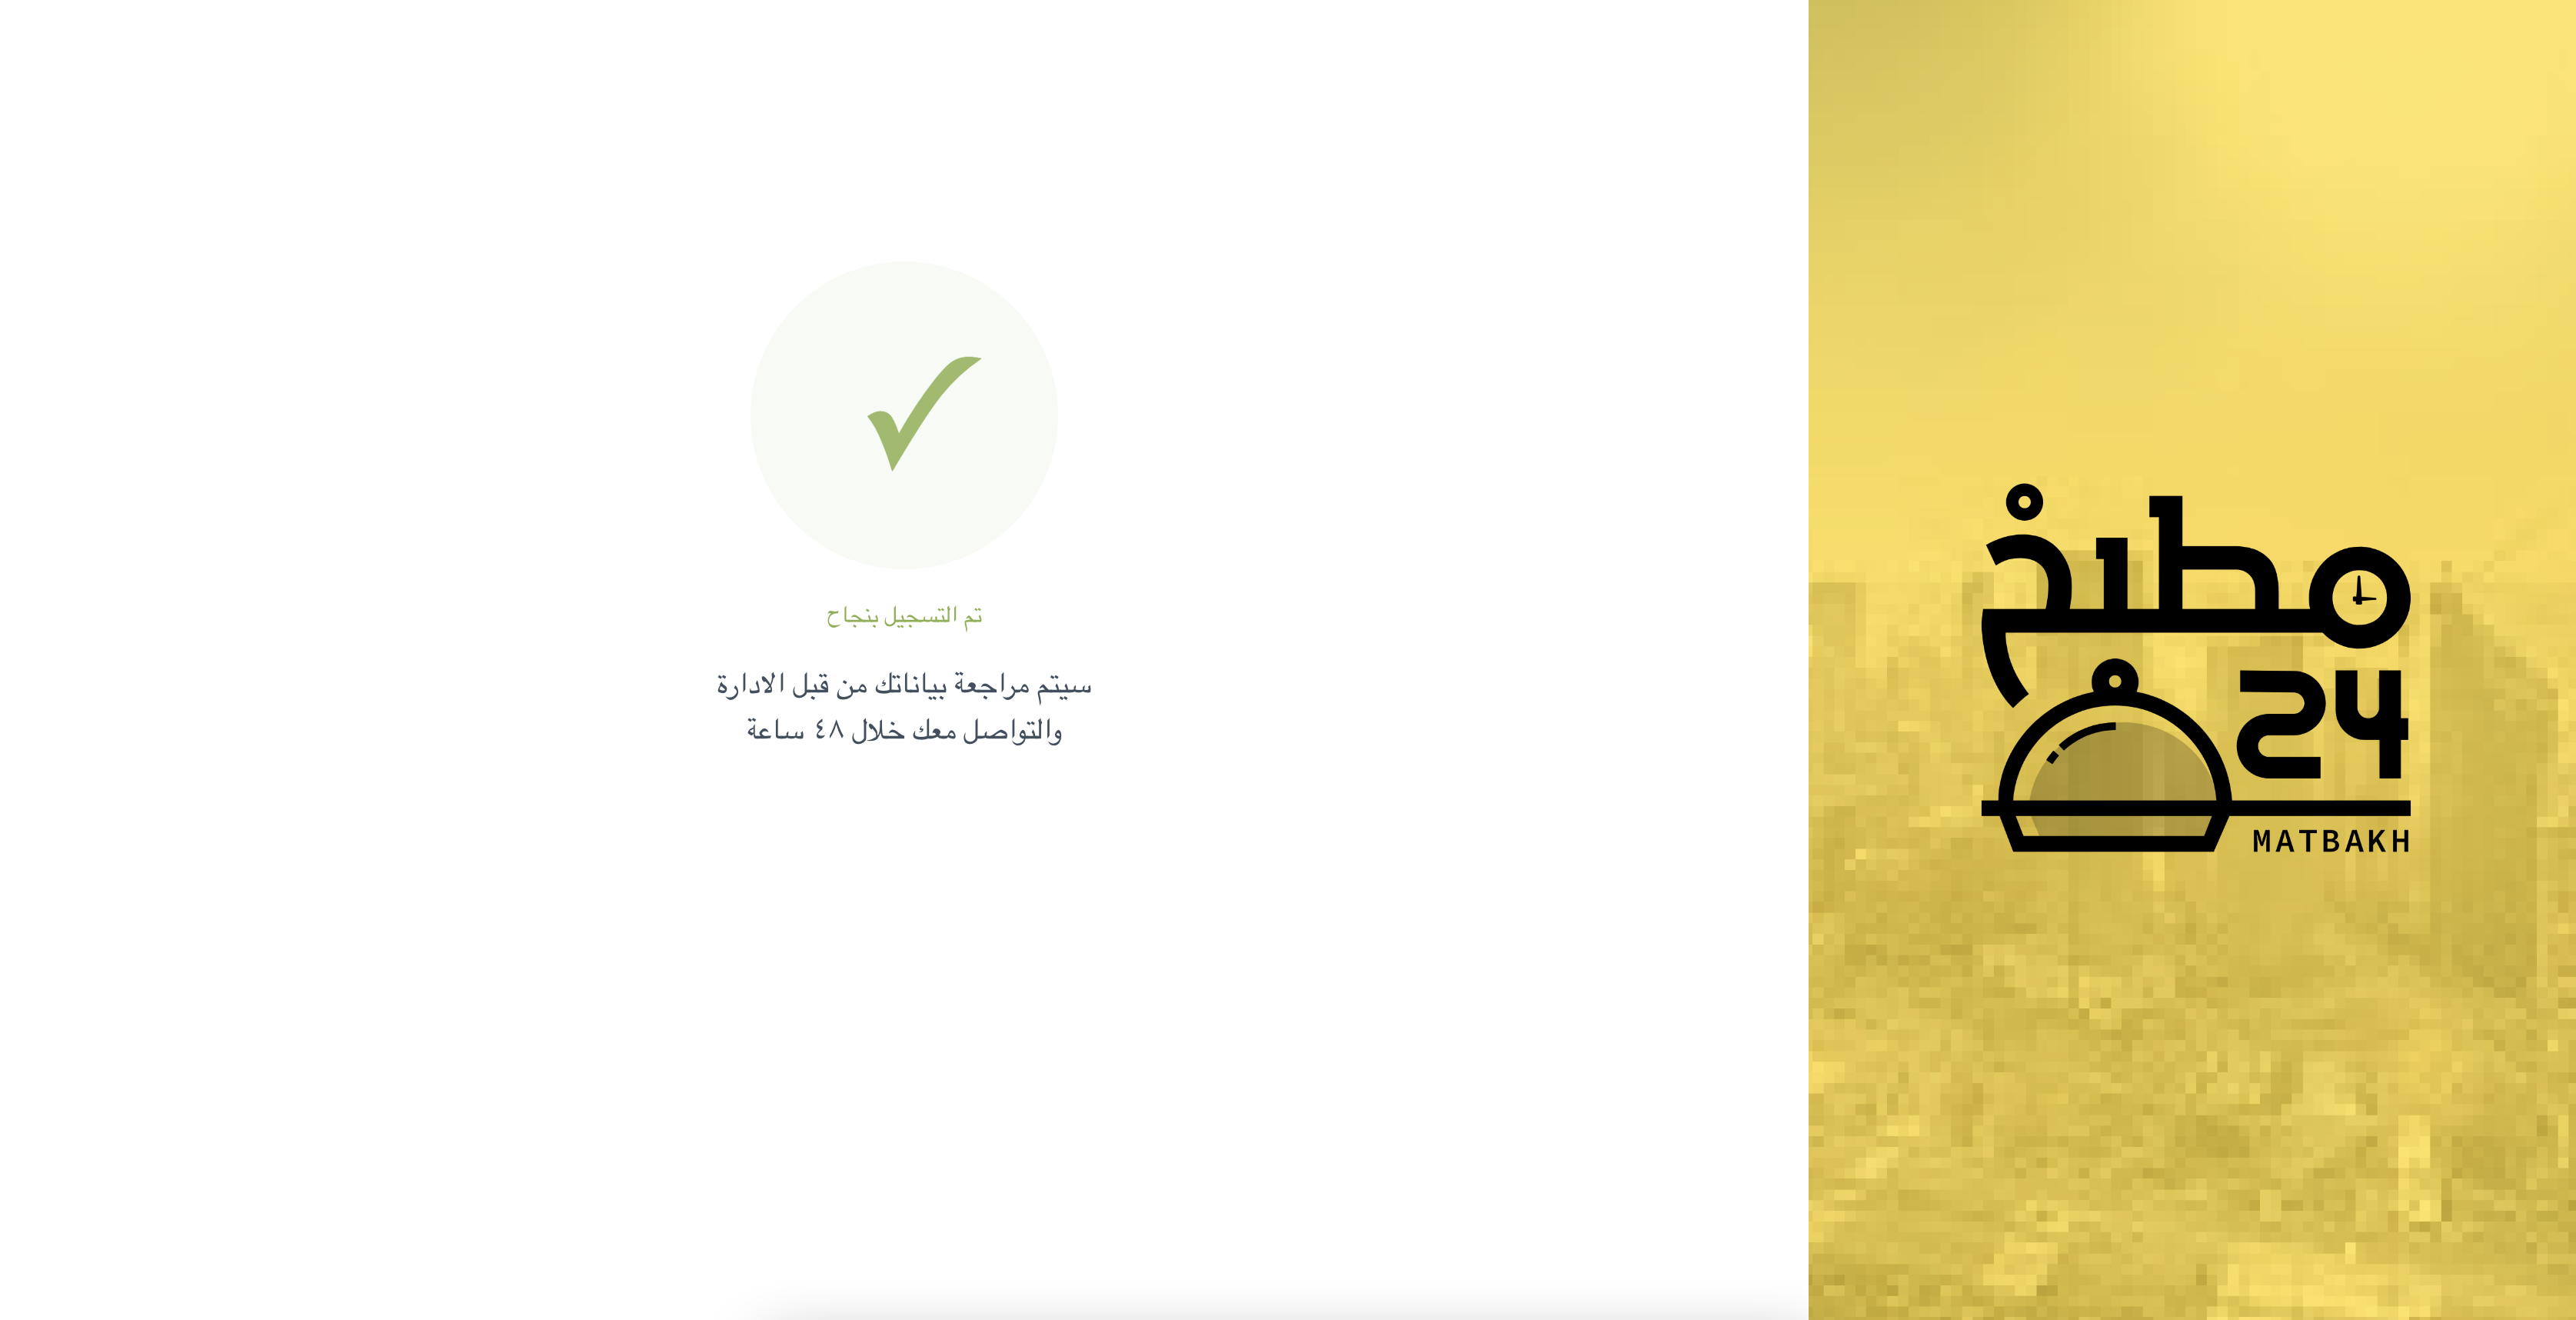 تم التسجيل بنجاح
سيتم مراجعة بياناتك من قبل الادارة
والتواصل معك خلال ٤٨ ساعة
مطبخ
24
MATBAKH